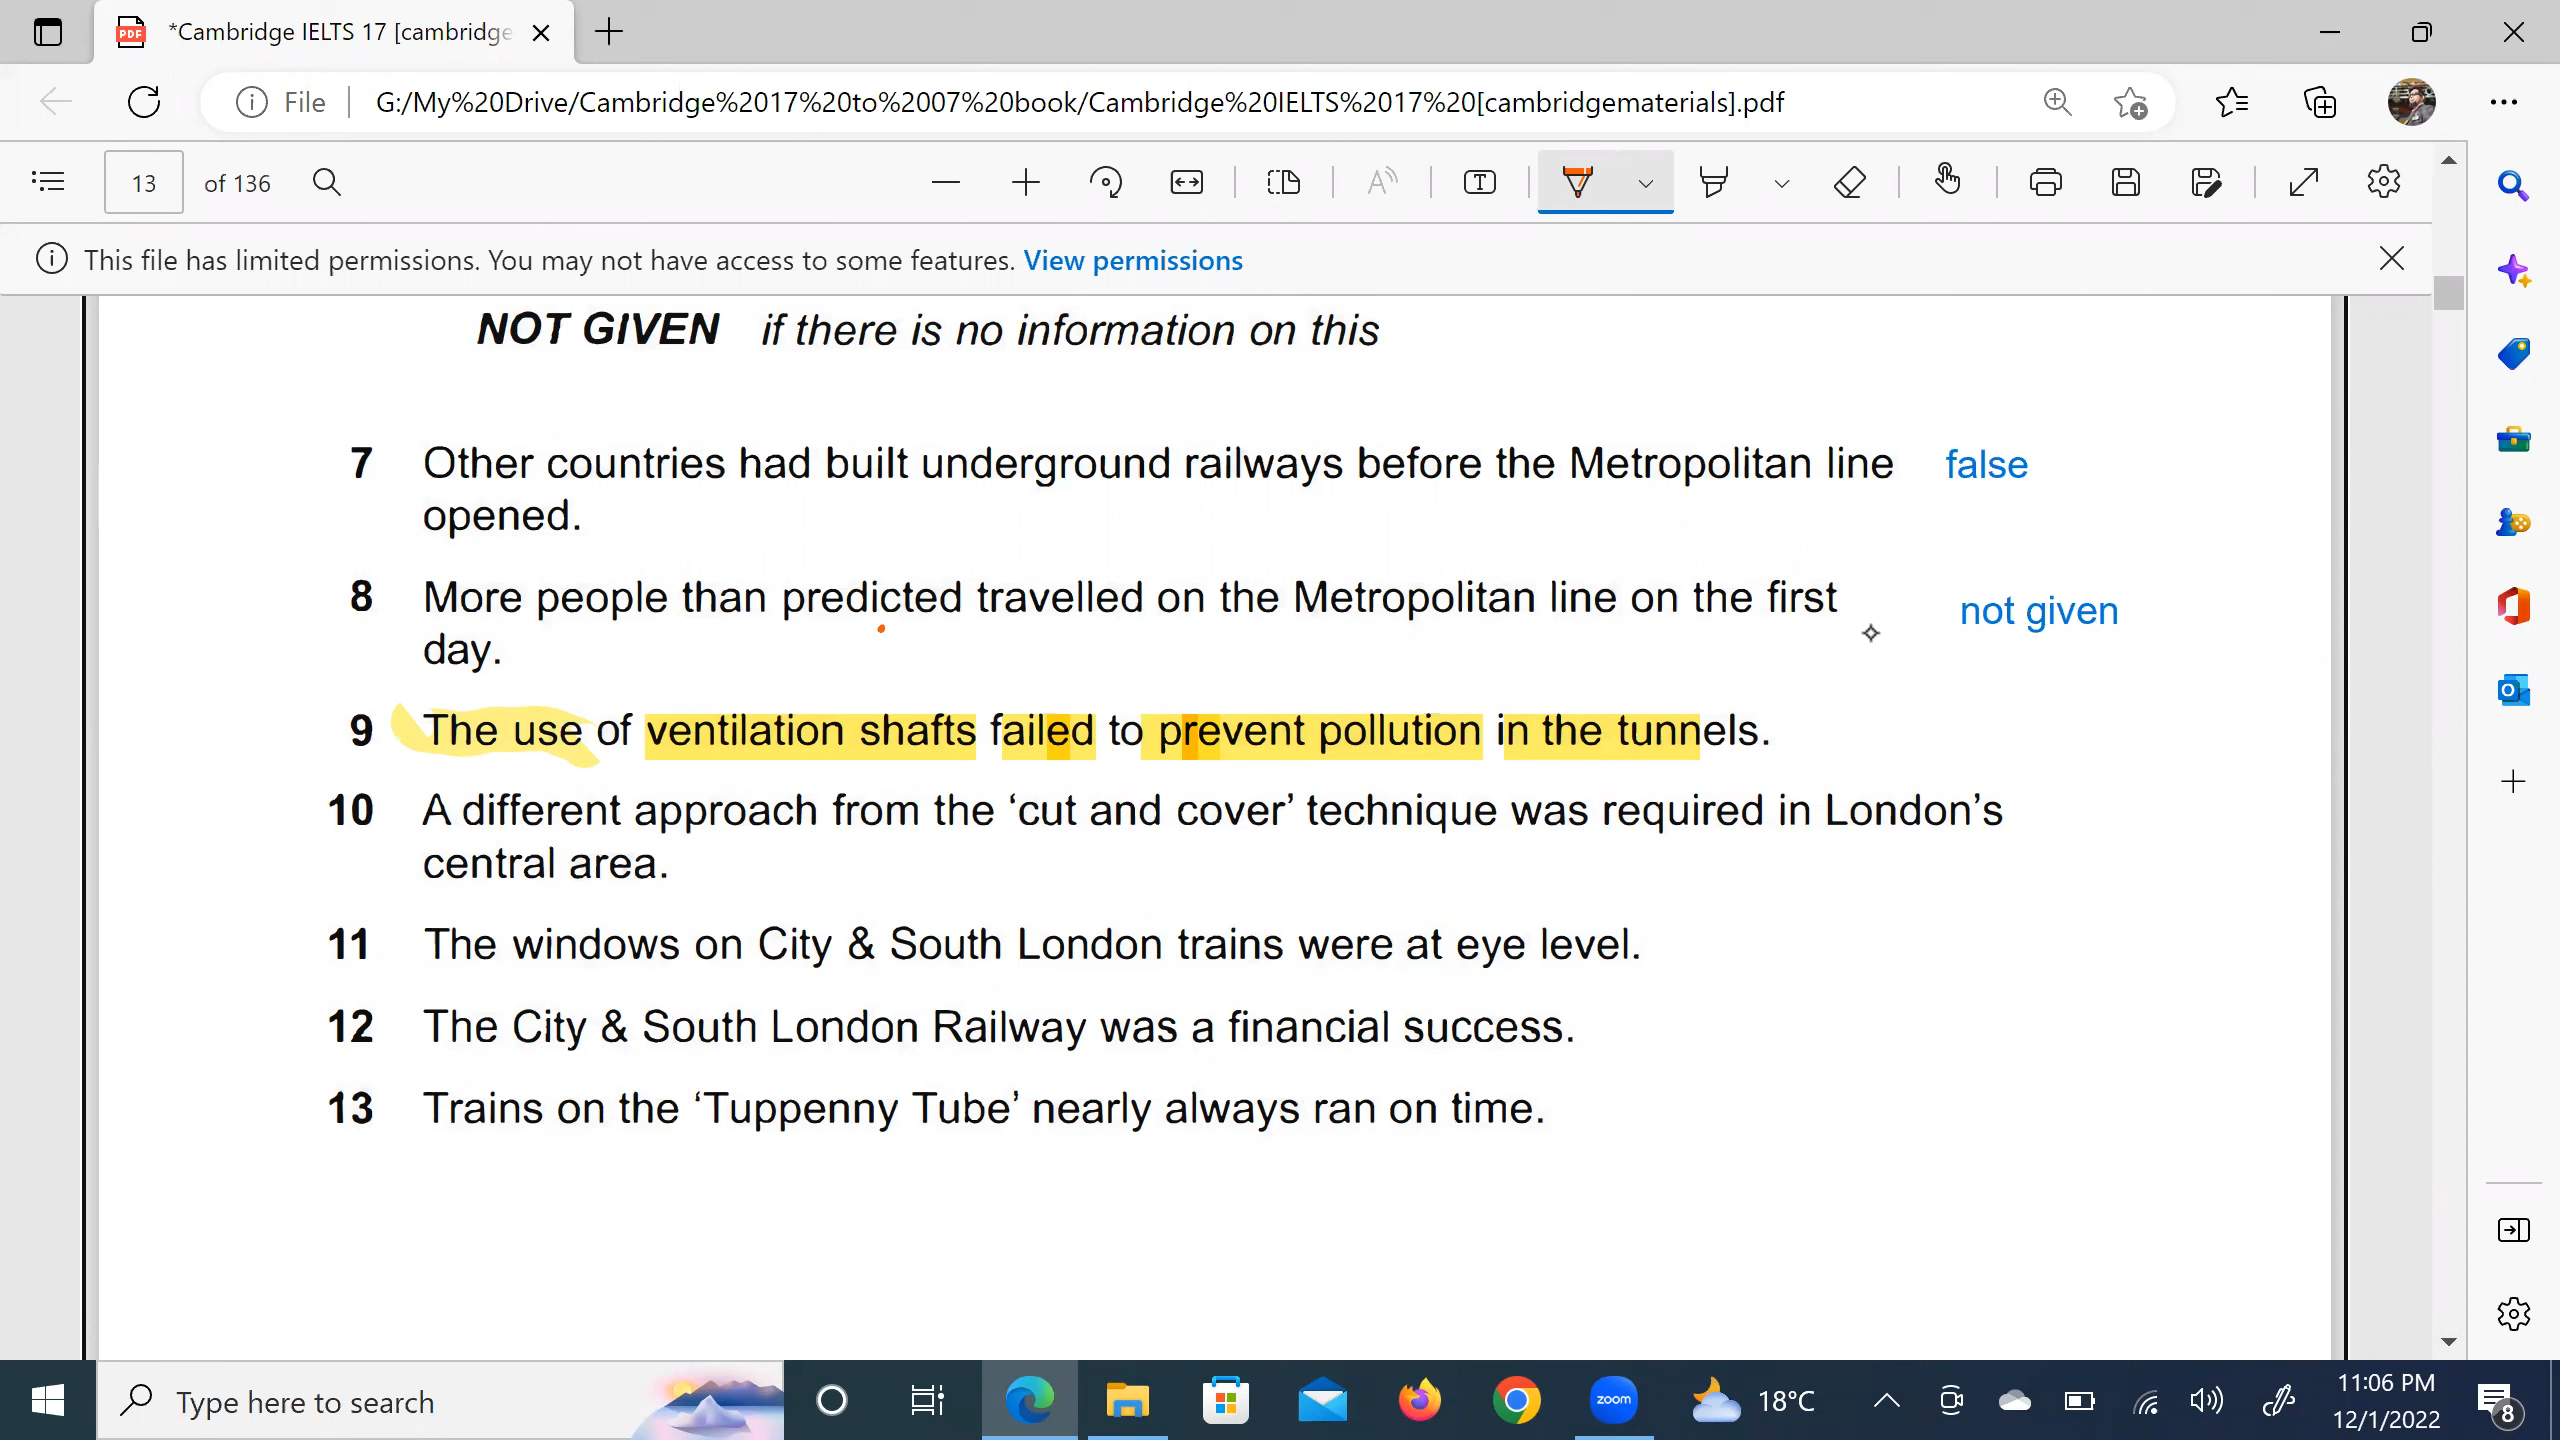 *Cambridge IELTS 17 [cambridge
File
G:/My%20Drive/Cambridge%2017%20to%2007%20book/Cambridge%20IELTS%2017%20[cambridgematerials].pdf
13 of 136
This file has limited permissions. You may not have access to some features. View permissions
NOT GIVEN if there is no information on this
7 Other countries had built underground railways before the Metropolitan line false
opened.
8 More people than predicted travelled on the Metropolitan line on the first not given
day.
9 The use of ventilation shafts failed to prevent pollution in the tunnels.
10 A different approach from the ‘cut and cover’ technique was required in London’s
central area.
11 The windows on City & South London trains were at eye level.
12 The City & South London Railway was a financial success.
13 Trains on the ‘Tuppenny Tube’ nearly always ran on time.
Type here to search
zoom
18°C
11:06 PM
12/1/2022
8